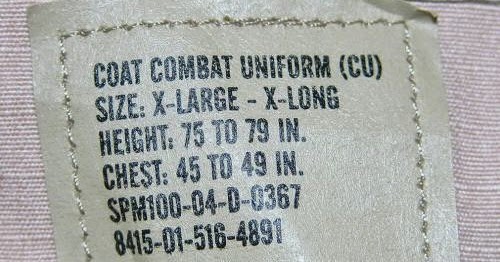 COAT COMBAT UNIFORM (CU)
SIZE: X-LARGE - X-LONG
HEIGHT: 75 TO 79 IN.
CHEST: 45 TO 49 IN.
SPM100-04-D-0367
8415-01-516-4891